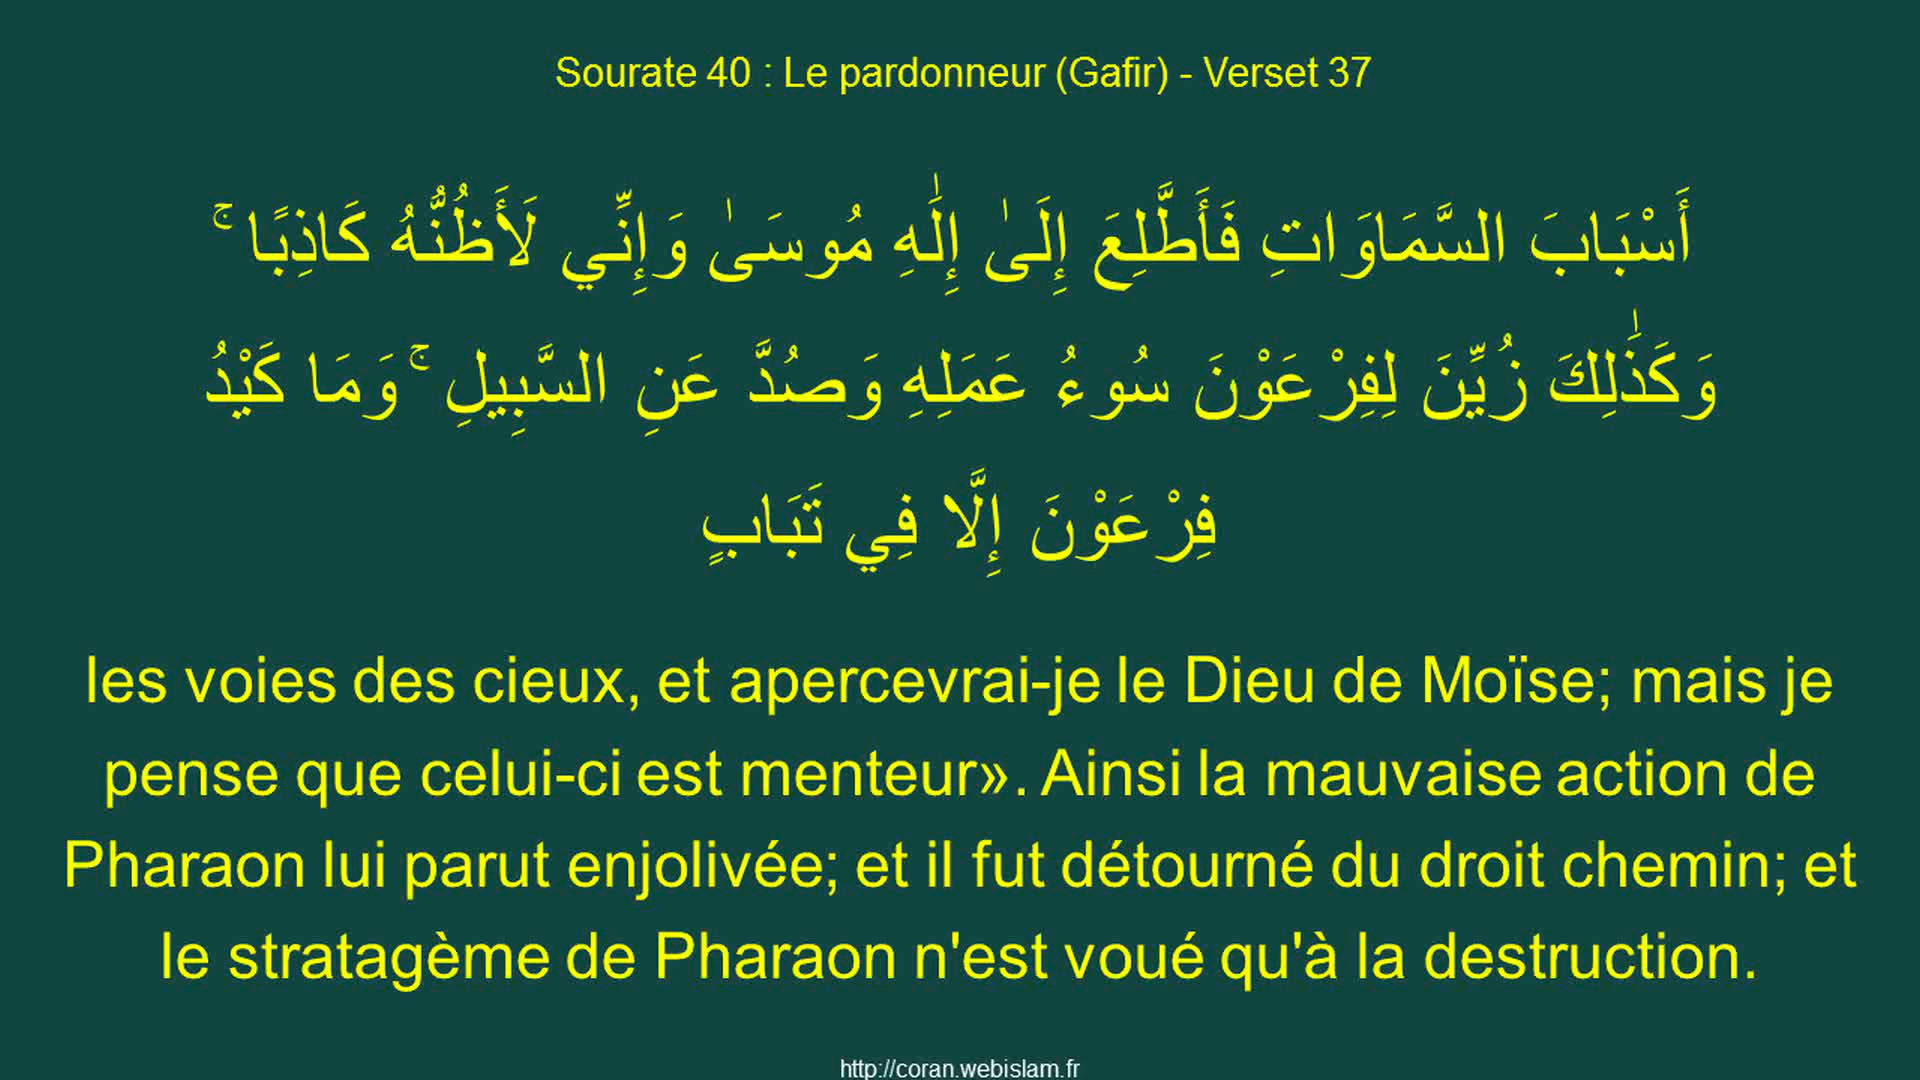 Sourate 40 : Le pardonneur (Gafir) - Verset 37
أَسْبَابَ السَّمَاوَاتِ فَأَطَّلِعَ إِلَىٰ إِلَٰهِ مُوسَىٰ وَإِنِّي لَأَظُنُّهُ كَاذِبًا ۚ
وَكَذَٰلِكَ زُيِّنَ لِفِرْعَوْنَ سُوءُ عَمَلِهِ وَصُدَّ عَنِ السَّبِيلِ ۚ وَمَا كَيْدُ
فِرْعَوْنَ إِلَّا فِي تَبَابٍ
les voies des cieux, et apercevrai-je le Dieu de Moïse; mais je
pense que celui-ci est menteur». Ainsi la mauvaise action de
Pharaon lui parut enjolivée; et il fut détourné du droit chemin; et
le stratagème de Pharaon n'est voué qu'à la destruction.
http://coran.webislam.fr